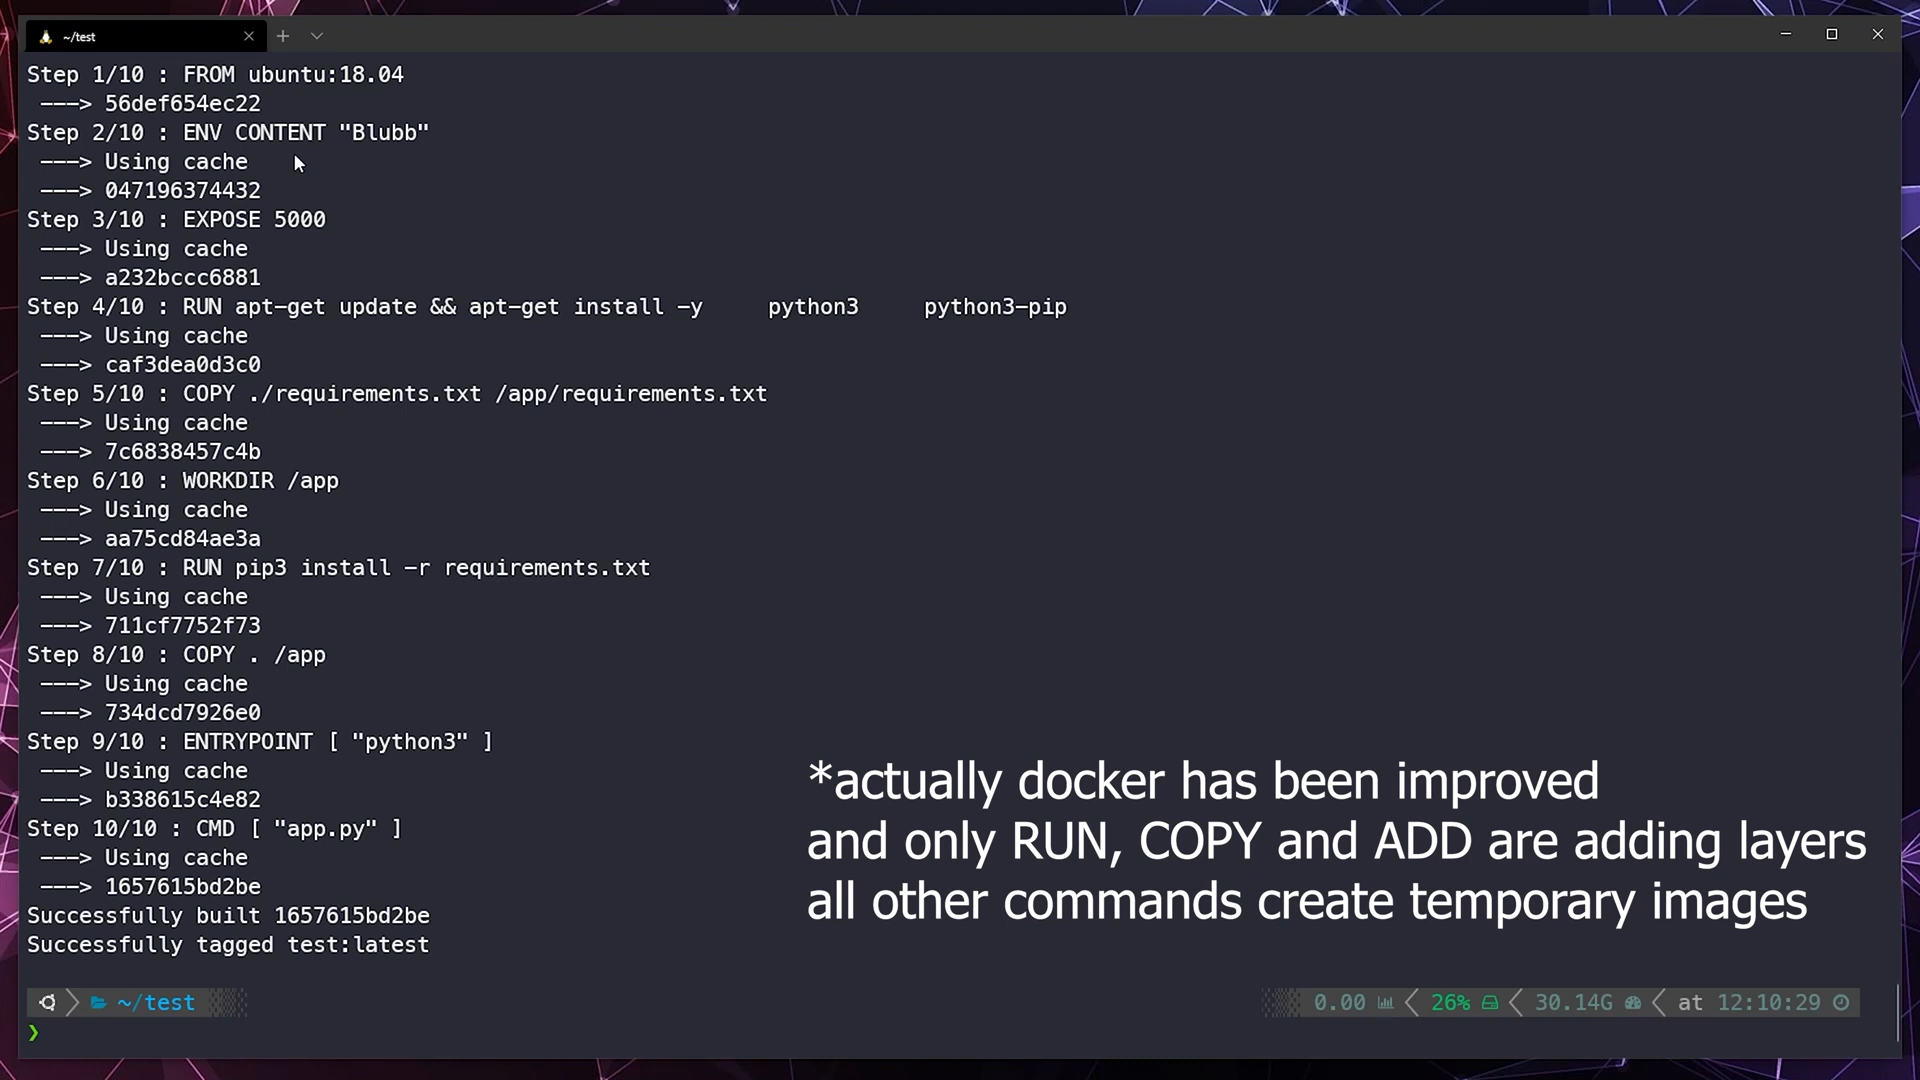 ~/test
Step 1/10 : FROM ubuntu:18.04
---> 56def654ec22
Step 2/10 : ENV CONTENT "Blubb"
---> Using cache
---> 047196374432
Step 3/10 : EXPOSE 5000
---> Using cache
---> a232bccc6881
Step 4/10 : RUN apt-get update && apt-get install -y     python3     python3-pip
---> Using cache
---> caf3dea0d3c0
Step 5/10 : COPY ./requirements.txt /app/requirements.txt
---> Using cache
---> 7c6838457c4b
Step 6/10 : WORKDIR /app
---> Using cache
---> aa75cd84ae3a
Step 7/10 : RUN pip3 install -r requirements.txt
---> Using cache
---> 711cf7752f73
Step 8/10 : COPY . /app
---> Using cache
---> 734dcd7926e0
Step 9/10 : ENTRYPOINT [ "python3" ]
---> Using cache
---> b338615c4e82
Step 10/10 : CMD [ "app.py" ]
---> Using cache
---> 1657615bd2be
Successfully built 1657615bd2be
Successfully tagged test:latest
*actually docker has been improved
and only RUN, COPY and ADD are adding layers
all other commands create temporary images
~/test
0.00 26% 30.14G at 12:10:29
❯